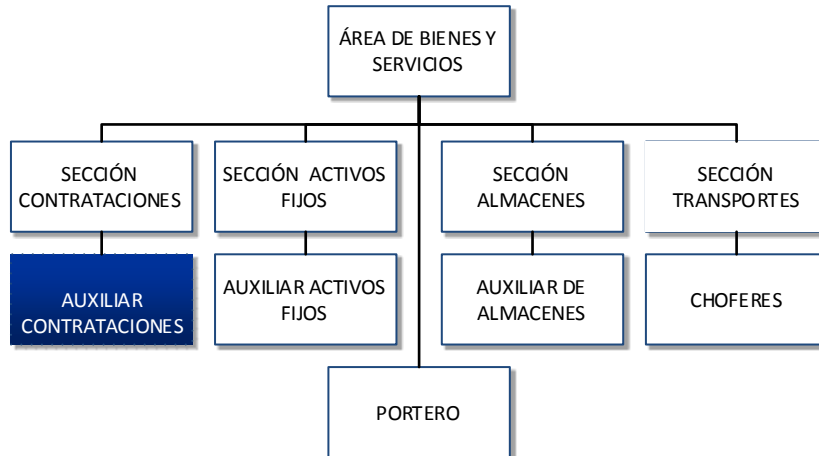 ÁREA DE BIENES Y
SERVICIOS
SECCIÓN
CONTRATACIONES
SECCIÓN ACTIVOS
FIJOS
SECCIÓN
ALMACENES
SECCIÓN
TRANSPORTES
AUXILIAR
CONTRATACIONES
AUXILIAR ACTIVOS
FIJOS
AUXILIAR DE
ALMACENES
CHOFERES
PORTERO